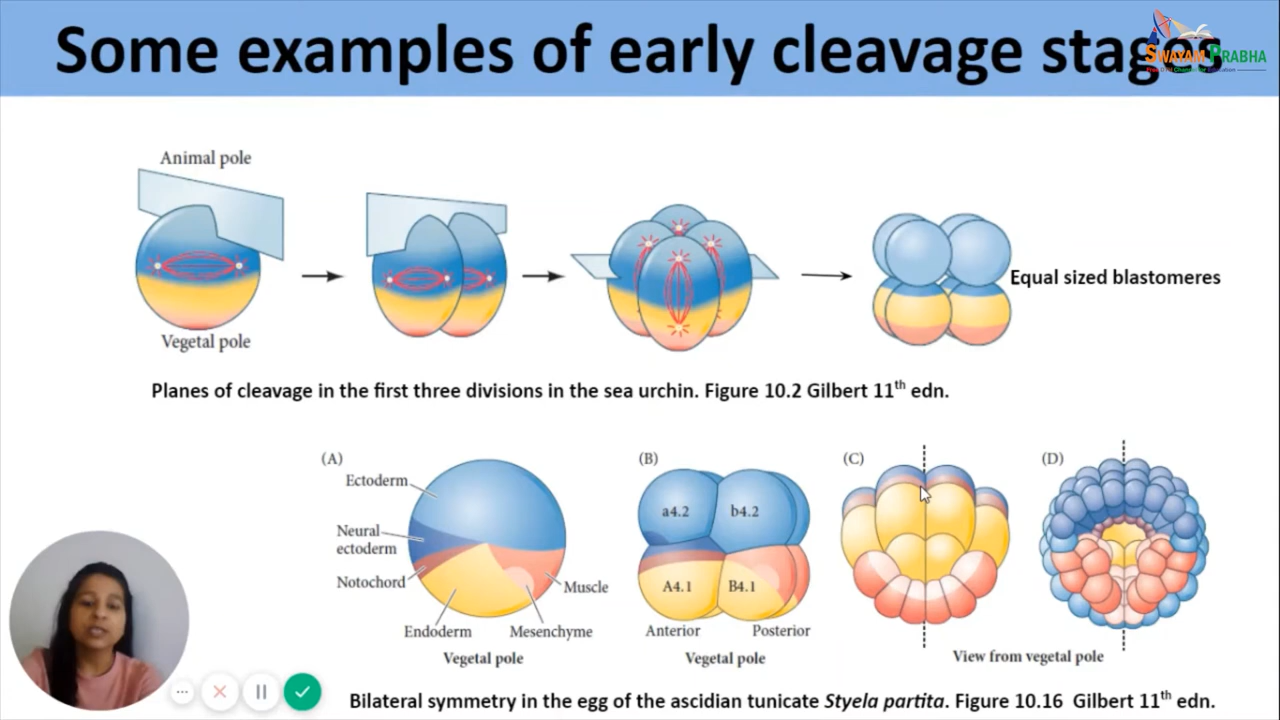 Some examples of early cleavage stages
SWAYAM PRABHA
Animal pole
Vegetal pole
Equal sized blastomeres
Planes of cleavage in the first three divisions in the sea urchin. Figure 10.2 Gilbert 11th edn.
(A)
Ectoderm
Neural
ectoderm
Notochord
Endoderm
Mesenchyme
Muscle
Vegetal pole
(B)
a4.2
b4.2
A4.1
B4.1
Anterior
Posterior
Vegetal pole
(C)
(D)
View from vegetal pole
Bilateral symmetry in the egg of the ascidian tunicate Styela partita. Figure 10.16 Gilbert 11th edn.